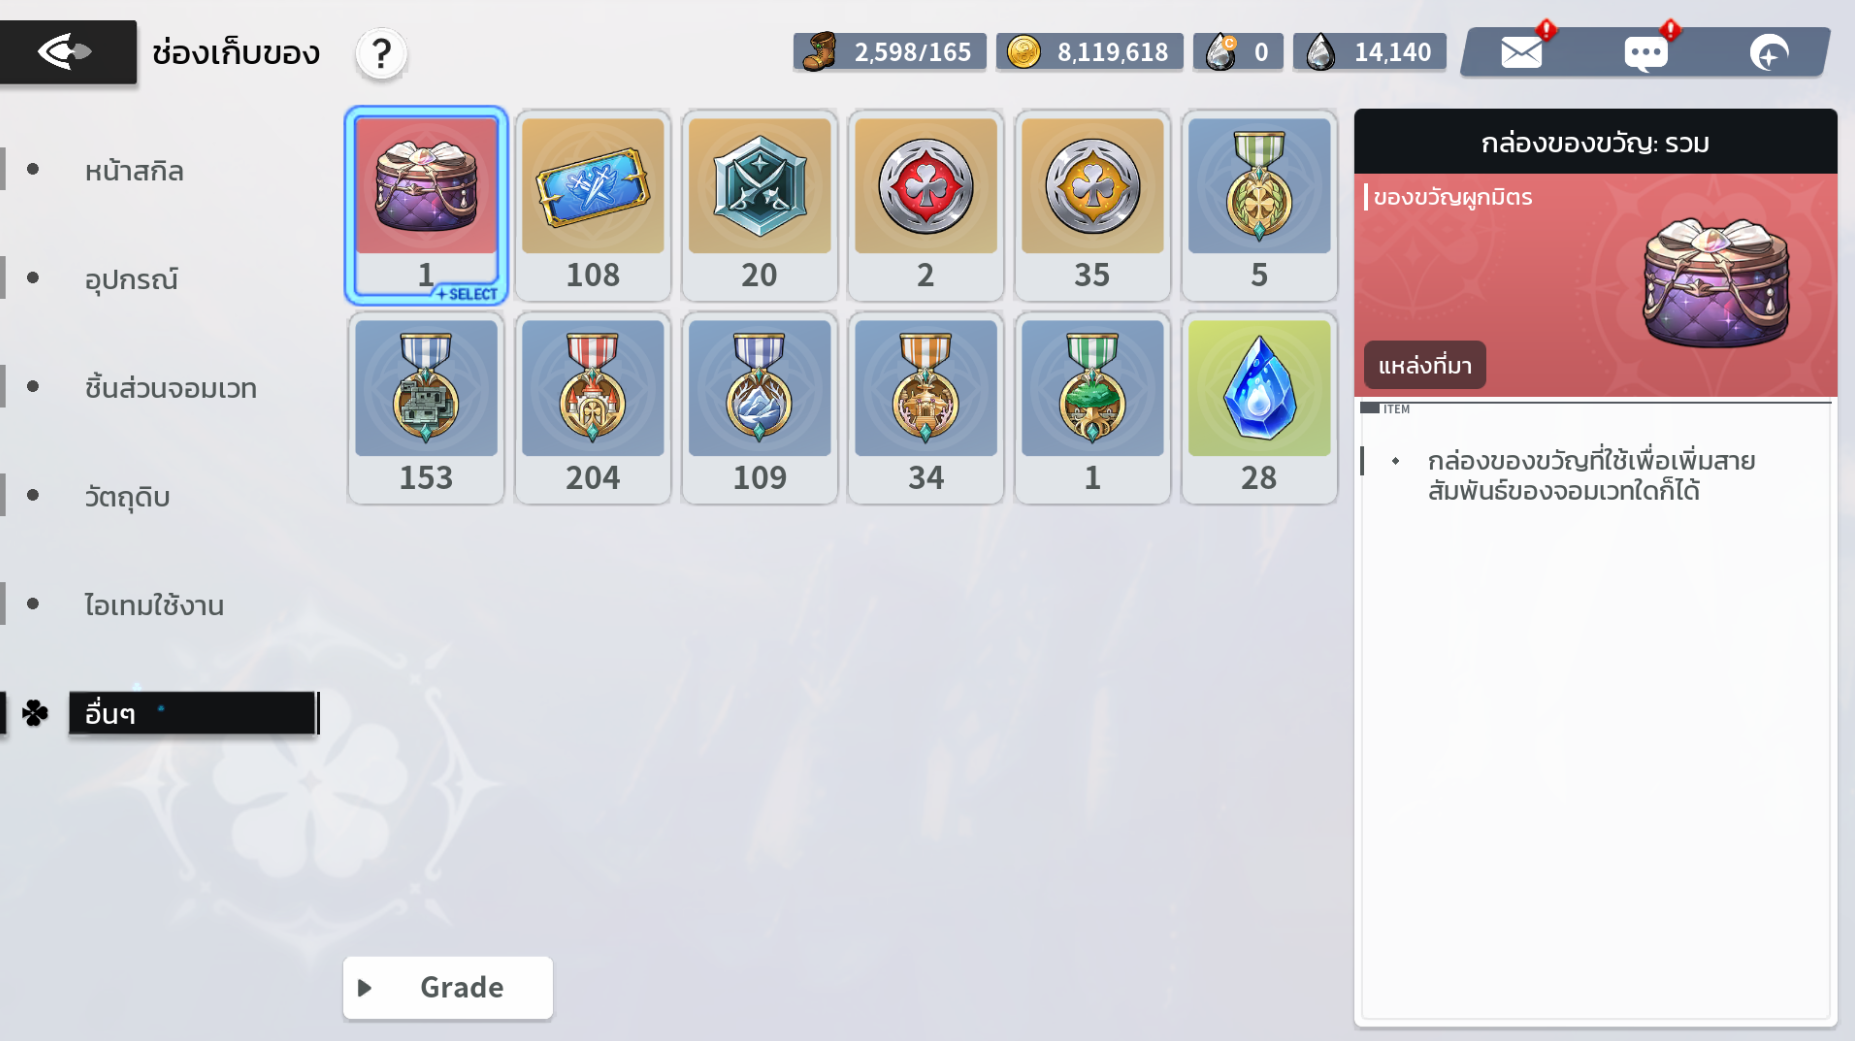 ช่องเก็บของ
?
2,598/165
8,119,618
0
14,140
หน้าสกิล
อุปกรณ์
ชิ้นส่วนจอมเวท
วัตถุดิบ
ไอเทมใช้งาน
อื่นๆ
1
SELECT
108
20
2
35
5
153
204
109
34
1
28
Grade
กล่องของขวัญ: รวม
ของขวัญผูกมิตร
แหล่งที่มา
ITEM
กล่องของขวัญที่ใช้เพื่อเพิ่มสาย
สัมพันธ์ของจอมเวทใดก็ได้